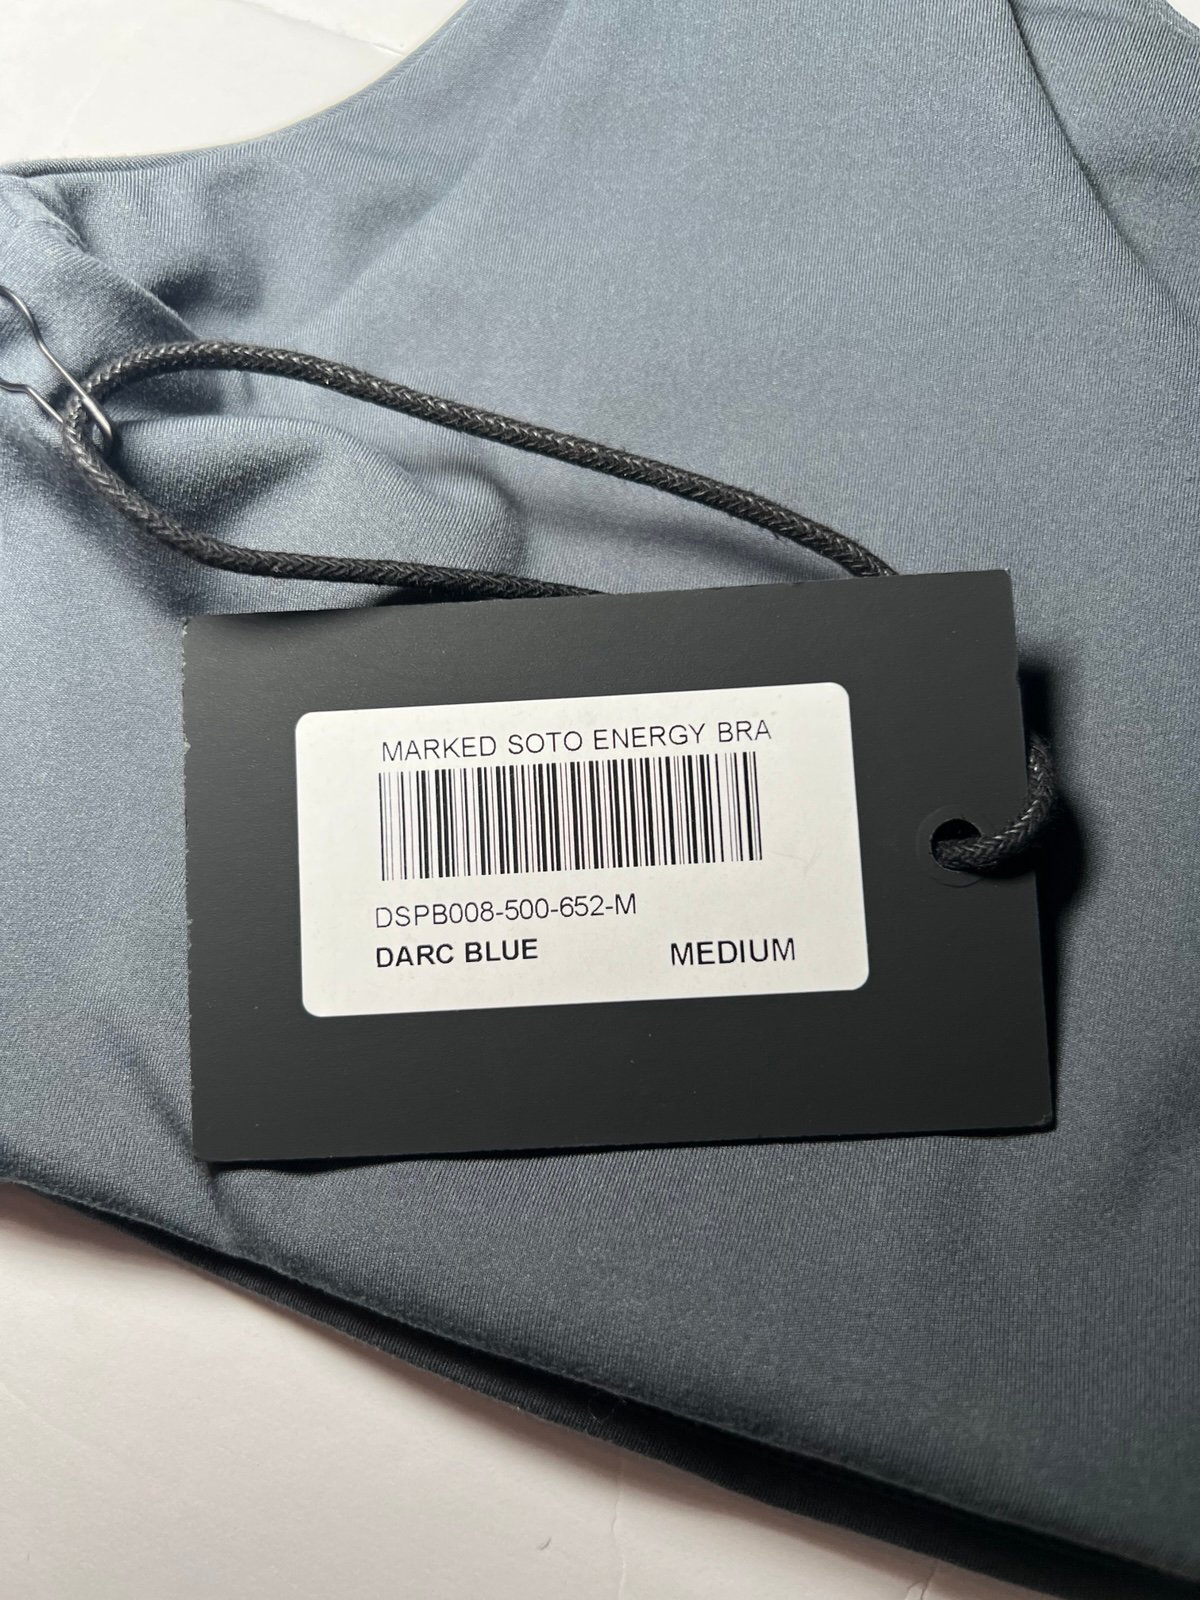 MARKED SOTO ENERGY BRA
DSPB008-500-652-M
DARC BLUE MEDIUM